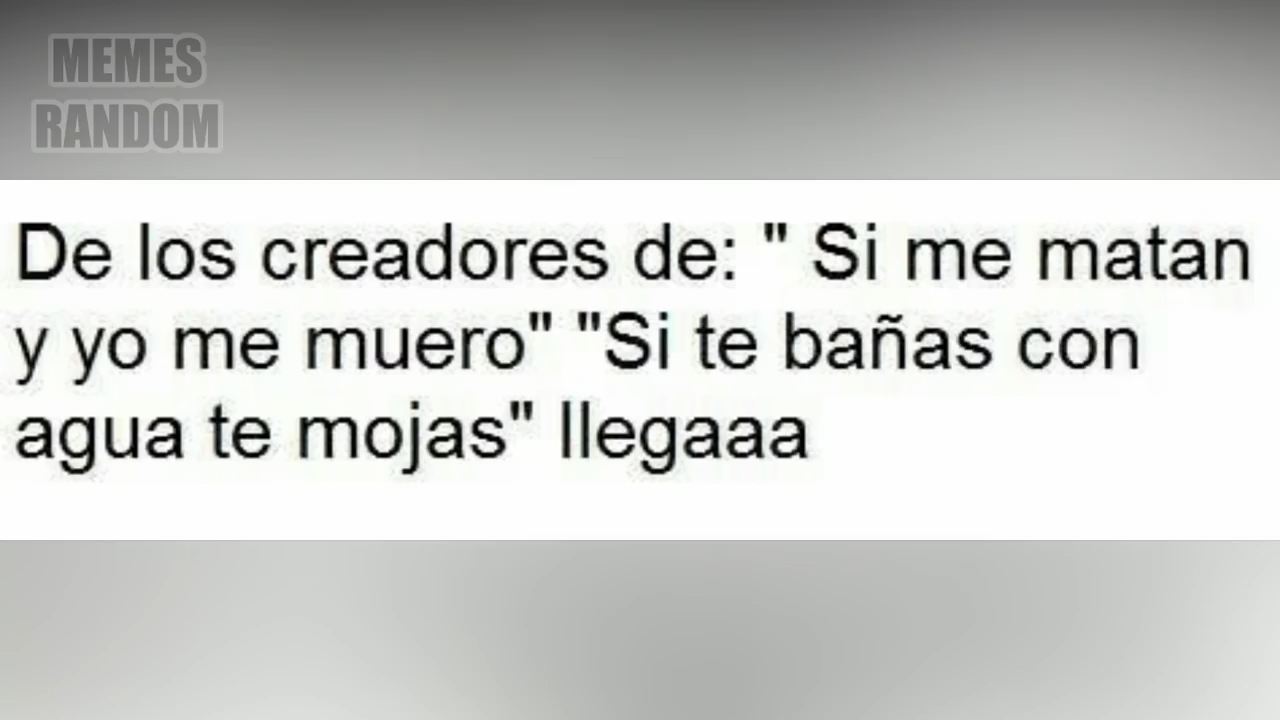 MEMES
RANDOM
De los creadores de: " Si me matan
y yo me muero" "Si te bañas con
agua te mojas" llegaaa